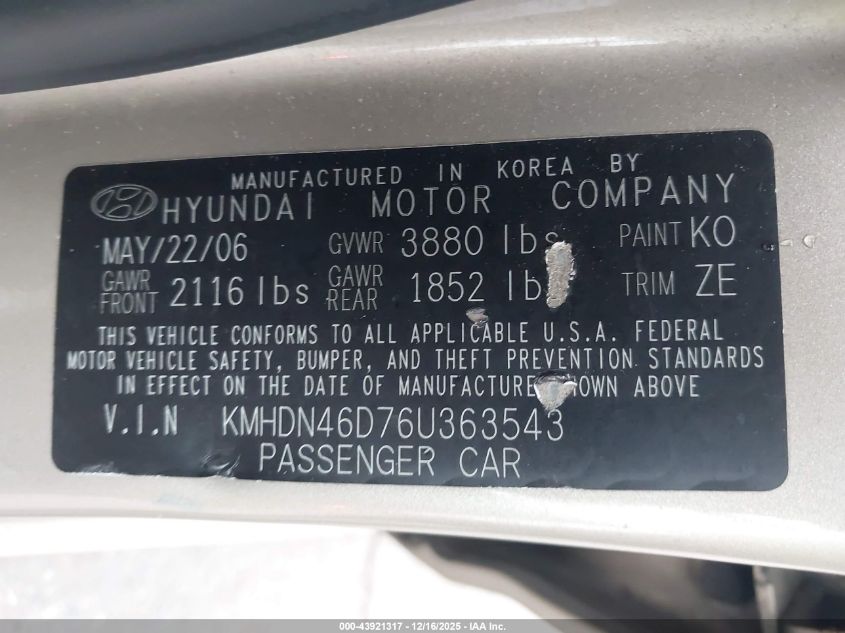 MANUFACTURED IN KOREA BY
HYUNDAI MOTOR COMPANY
MAY/22/06 GVWR 3880 lbs PAINT KO
GAWR FRONT 2116 lbs GAWR REAR 1852 lb TRIM ZE
THIS VEHICLE CONFORMS TO ALL APPLICABLE U.S.A. FEDERAL
MOTOR VEHICLE SAFETY, BUMPER, AND THEFT PREVENTION STANDARDS
IN EFFECT ON THE DATE OF MANUFACTURE HOWN ABOVE
V.I.N KMHDN46D76U363543
PASSENGER CAR
000-43921317 - 12/16/2025 - IAA Inc.